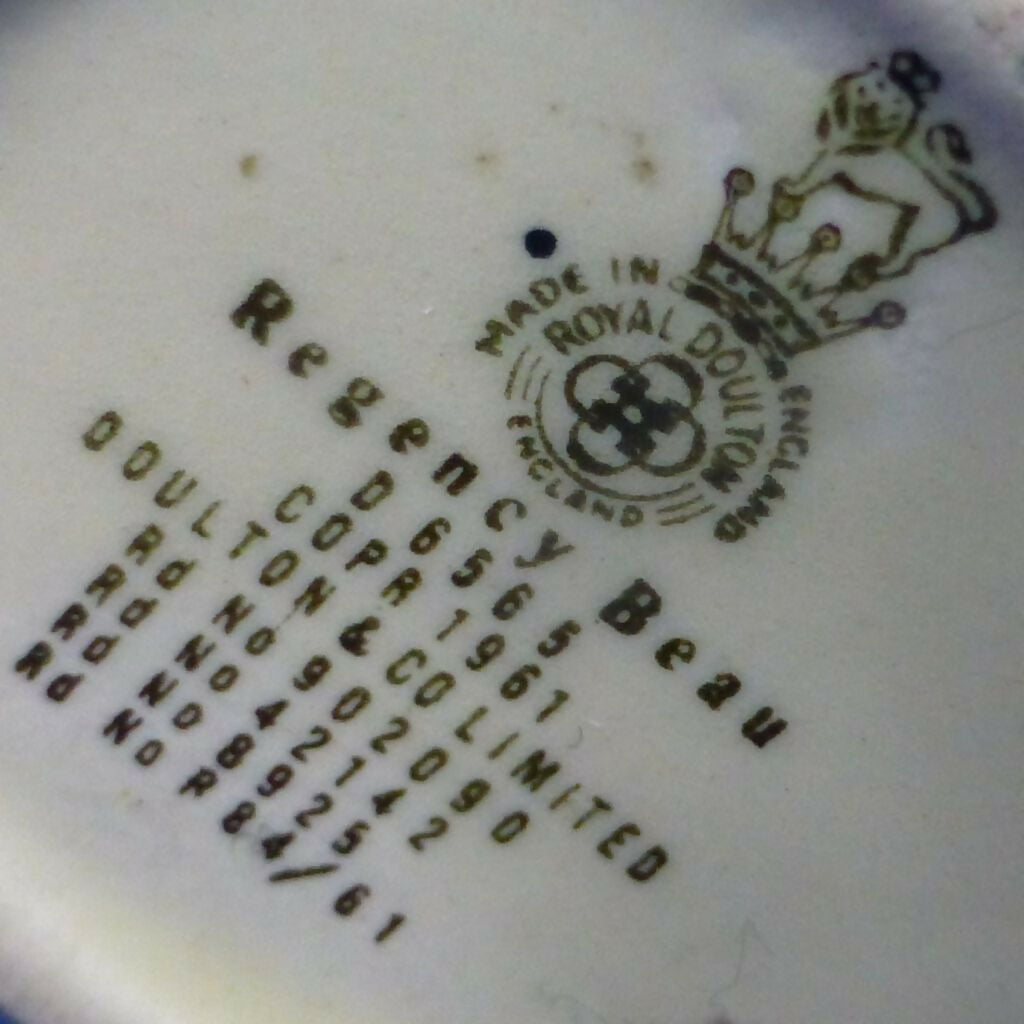 MADE IN ENGLAND
ROYAL DOULTON
ENGLAND
Regency Beau
D 6565
COPR 1961
DOULTON & CO LIMITED
Rd No 902090
Rd No 42142
Rd No 8925
Rd No R 84/61